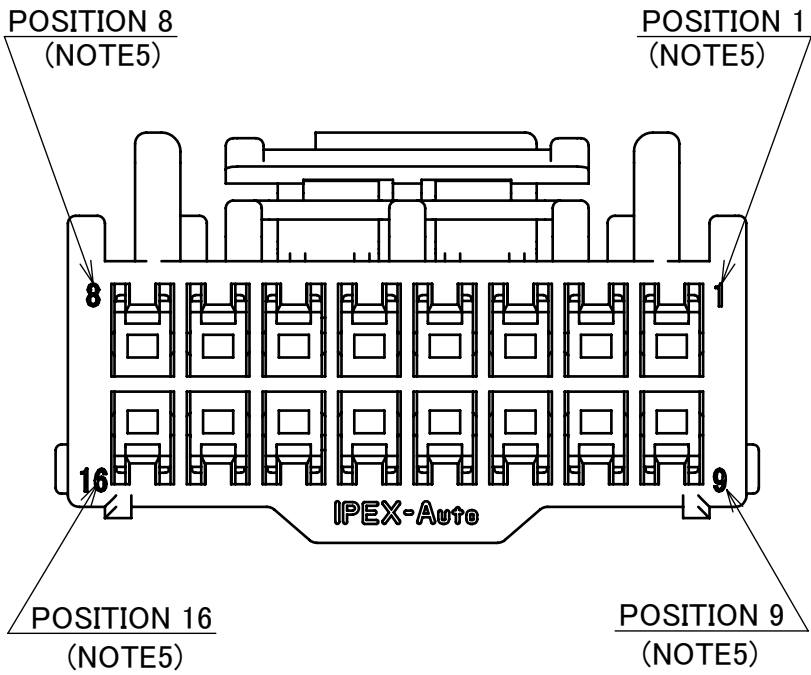 POSITION 8
(NOTE5)
POSITION 1
(NOTE5)
8
1
16
9
IPEX-Auto
POSITION 16
(NOTE5)
POSITION 9
(NOTE5)